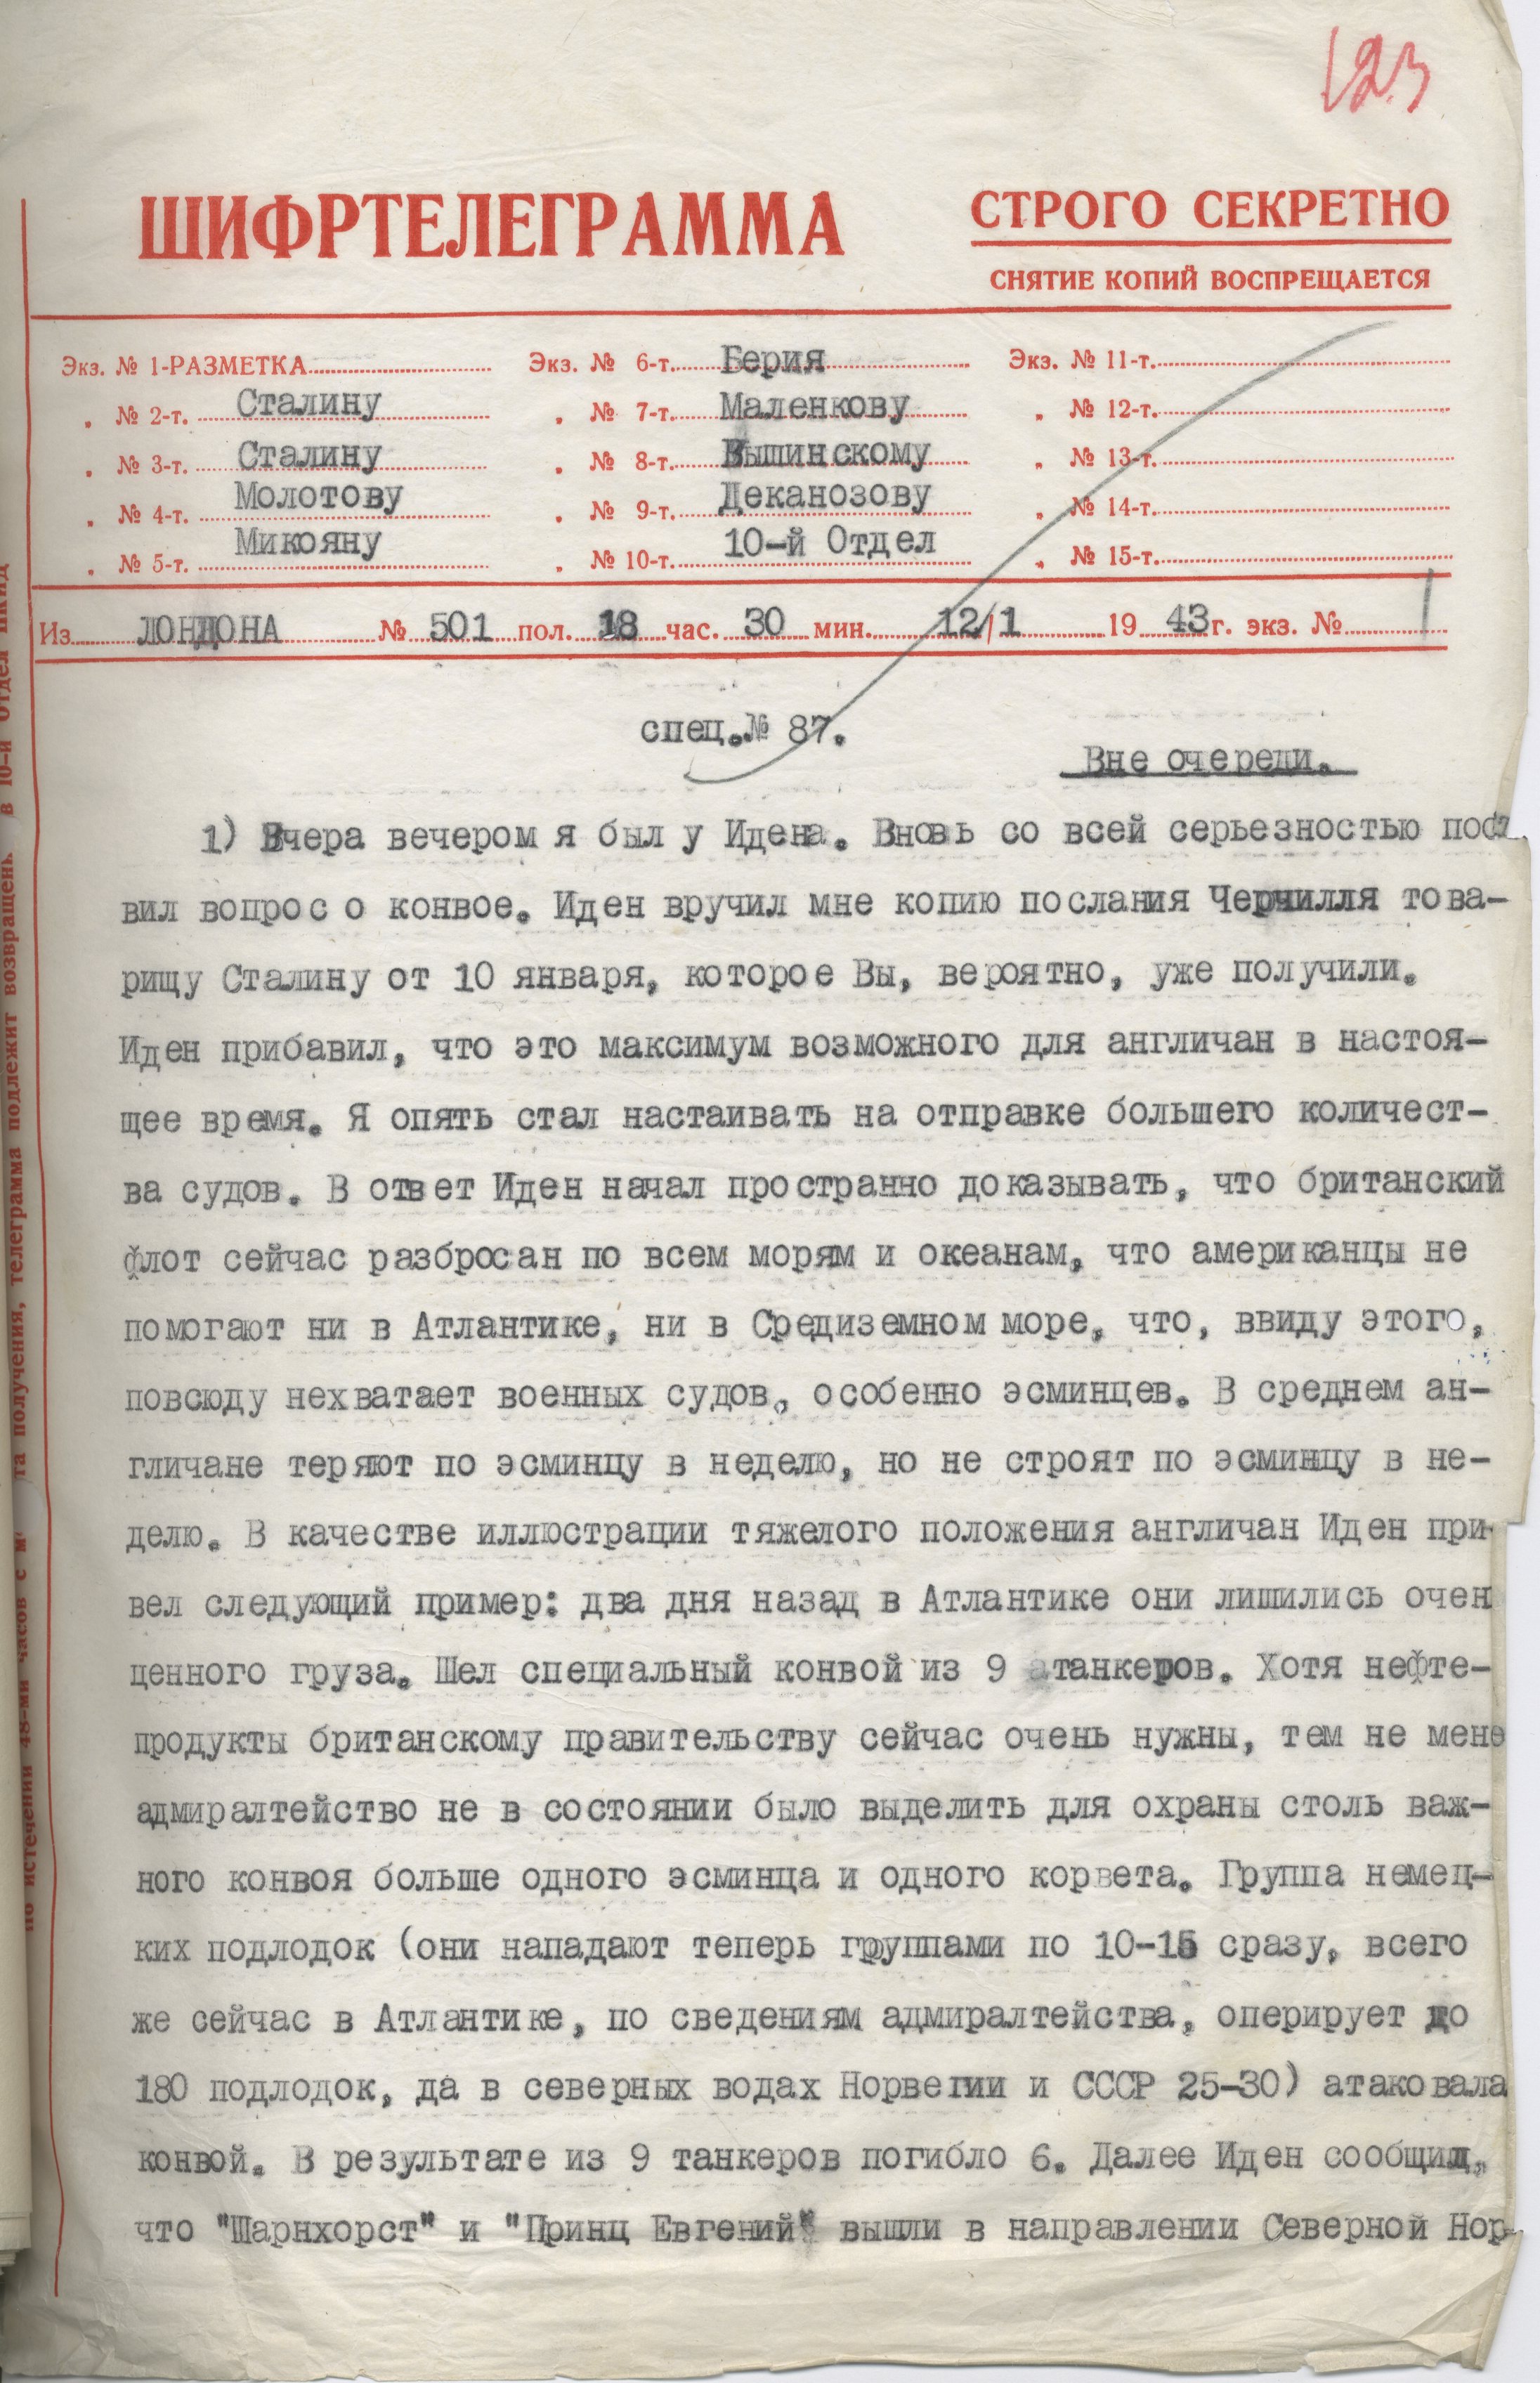 123
ШИФРТЕЛЕГРАММА
СТРОГО СЕКРЕТНО
СНЯТИЕ КОПИЙ ВОСПРЕЩАЕТСЯ
Экз. № 1-РАЗМЕТКА
„ № 2-т. Сталину
„ № 3-т. Сталину
„ № 4-т. Молотову
„ № 5-т. Микояну
Экз. № 6-т. Берия
„ № 7-т. Маленкову
„ № 8-т. Вышинскому
„ № 9-т. Деканозову
„ № 10-т. 10-й Отдел
Экз. № 11-т.
„ № 12-т.
„ № 13-т.
„ № 14-т.
„ № 15-т.
Из ЛОНДОНА № 501 пол. 18 час. 30 мин. 12/1 1943 г. экз. № 1
спец.№ 87.
Вне очереди.
1) Вчера вечером я был у Идена. Вновь со всей серьезностью пост
вил вопрос о конвое. Иден вручил мне копию послания Черчилля това-
рищу Сталину от 10 января, которое Вы, вероятно, уже получили.
Иден прибавил, что это максимум возможного для англичан в настоя-
щее время. Я опять стал настаивать на отправке большего количест-
ва судов. В ответ Иден начал пространно доказывать, что британский
флот сейчас разбросан по всем морям и океанам, что американцы не
помогают ни в Атлантике, ни в Средиземном море, что, ввиду этого,
повсюду нехватает военных судов, особенно эсминцев. В среднем ан-
гличане теряют по эсминцу в неделю, но не строят по эсминцу в не-
делю. В качестве иллюстрации тяжелого положения англичан Иден при-
вел следующий пример: два дня назад в Атлантике они лишились очен
ценного груза. Шел специальный конвой из 9 танкеров. Хотя нефте-
продукты британскому правительству сейчас очень нужны, тем не мене
адмиралтейство не в состоянии было выделить для охраны столь важ-
ного конвоя больше одного эсминца и одного корвета. Группа немец-
ких подлодок (они нападают теперь группами по 10-15 сразу, всего
же сейчас в Атлантике, по сведениям адмиралтейства, оперирует до
180 подлодок, да в северных водах Норвегии и СССР 25-30) атаковала
конвой. В результате из 9 танкеров погибло 6. Далее Иден сообщил,
что "Шарнхорст" и "Принц Евгений" вышли в направлении Северной Нор-
по истечении 48-ми часов с м та получения, телеграмма подлежит возвращень в 10-й Отдел НКИД